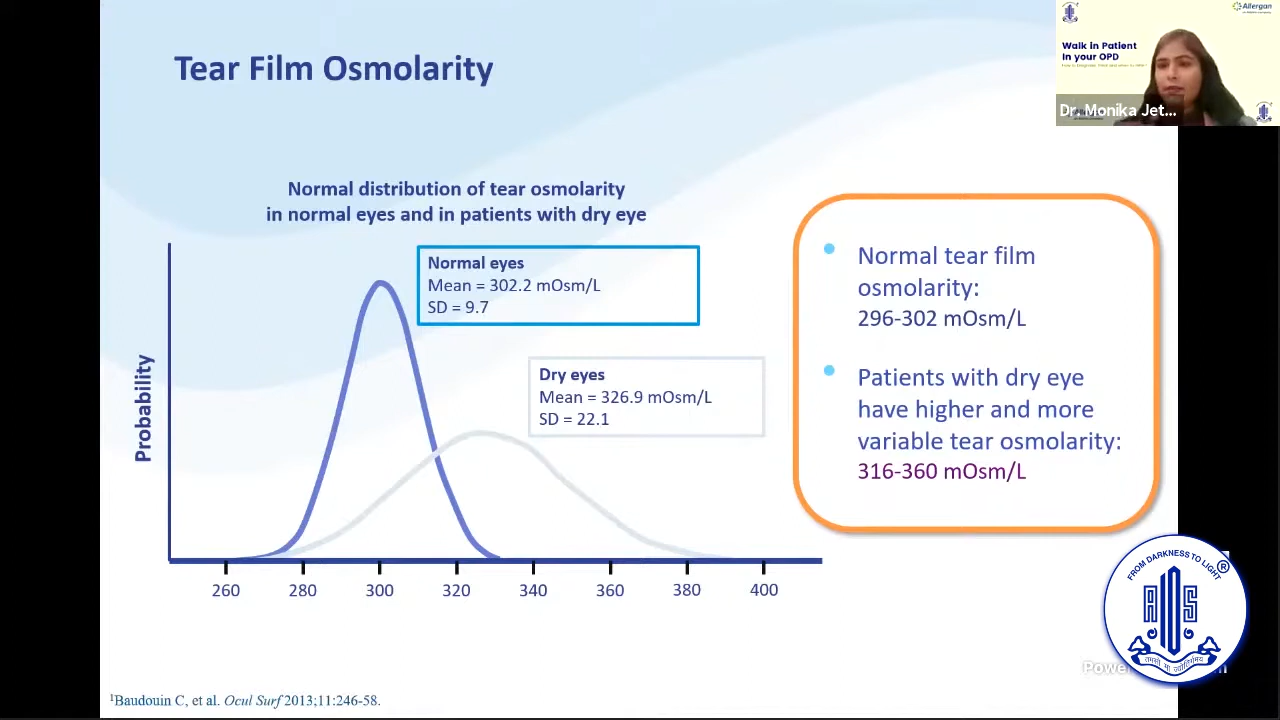 Tear Film Osmolarity
Allergan
Walk in Patient
in your OPD
Dr. Monika Jet...
Normal distribution of tear osmolarity
in normal eyes and in patients with dry eye
Normal eyes
Mean = 302.2 mOsm/L
SD = 9.7
Dry eyes
Mean = 326.9 mOsm/L
SD = 22.1
Probability
260 280 300 320 340 360 380 400
Normal tear film
osmolarity:
296-302 mOsm/L
Patients with dry eye
have higher and more
variable tear osmolarity:
316-360 mOsm/L
FROM DARKNESS TO LIGHT
®
AIOS
तमसो मा ज्योतिर्गमय
¹Baudouin C, et al. Ocul Surf 2013;11:246-58.